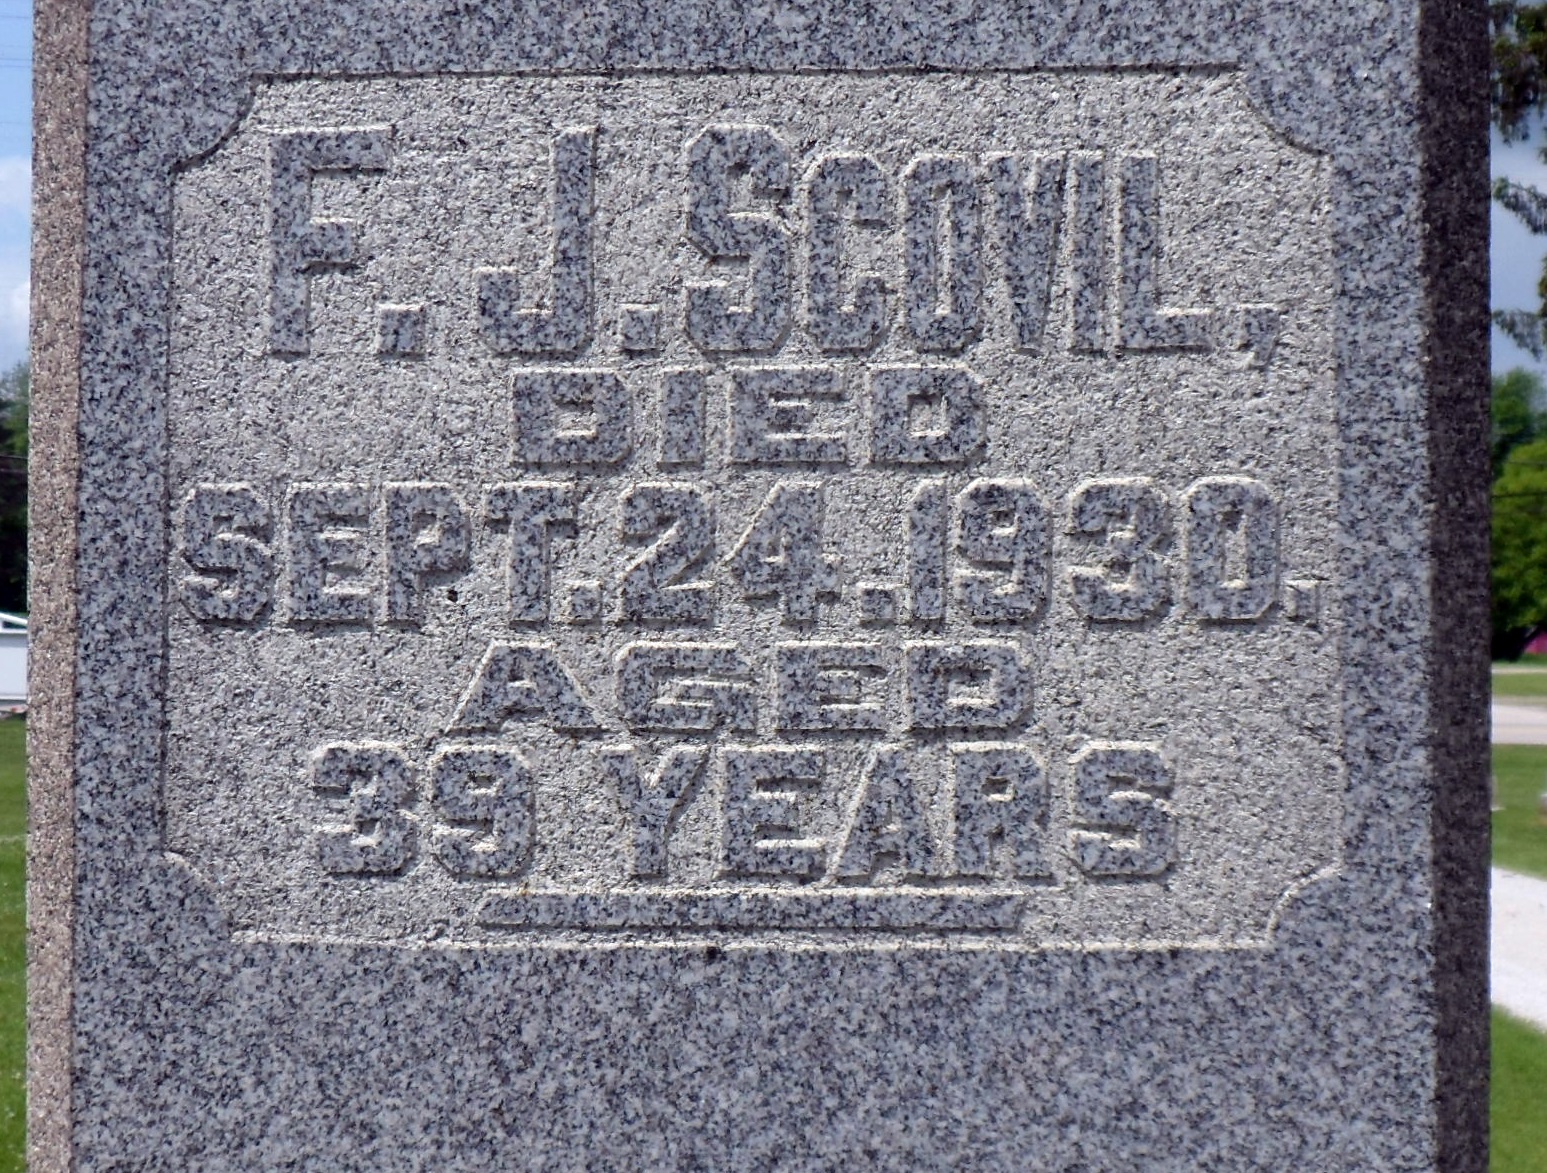 F. J. SCOVIL,
DIED
SEPT. 24. 1930.
AGED
39 YEARS